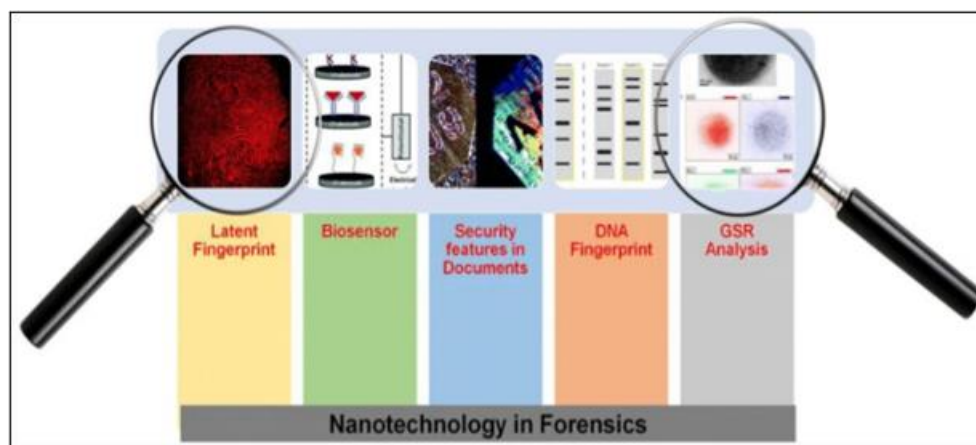 Latent
Fingerprint
Biosensor
Security
features in
Documents
DNA
Fingerprint
GSR
Analysis
Nanotechnology in Forensics